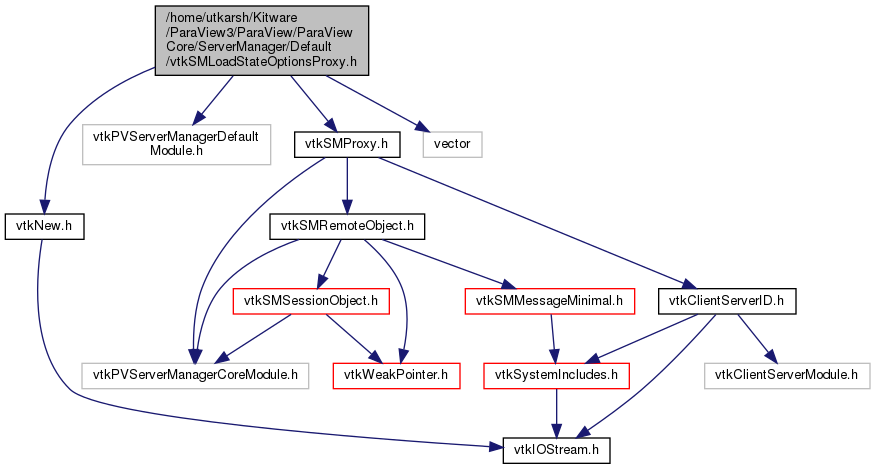 /home/utkarsh/Kitware
/ParaView3/ParaView/ParaView
Core/ServerManager/Default
/vtkSMLoadStateOptionsProxy.h
vtkPVServerManagerDefault
Module.h
vtkSMProxy.h
vector
vtkNew.h
vtkSMRemoteObject.h
vtkSMSessionObject.h
vtkSMMessageMinimal.h
vtkClientServerID.h
vtkPVServerManagerCoreModule.h
vtkWeakPointer.h
vtkSystemIncludes.h
vtkClientServerModule.h
vtkIOStream.h